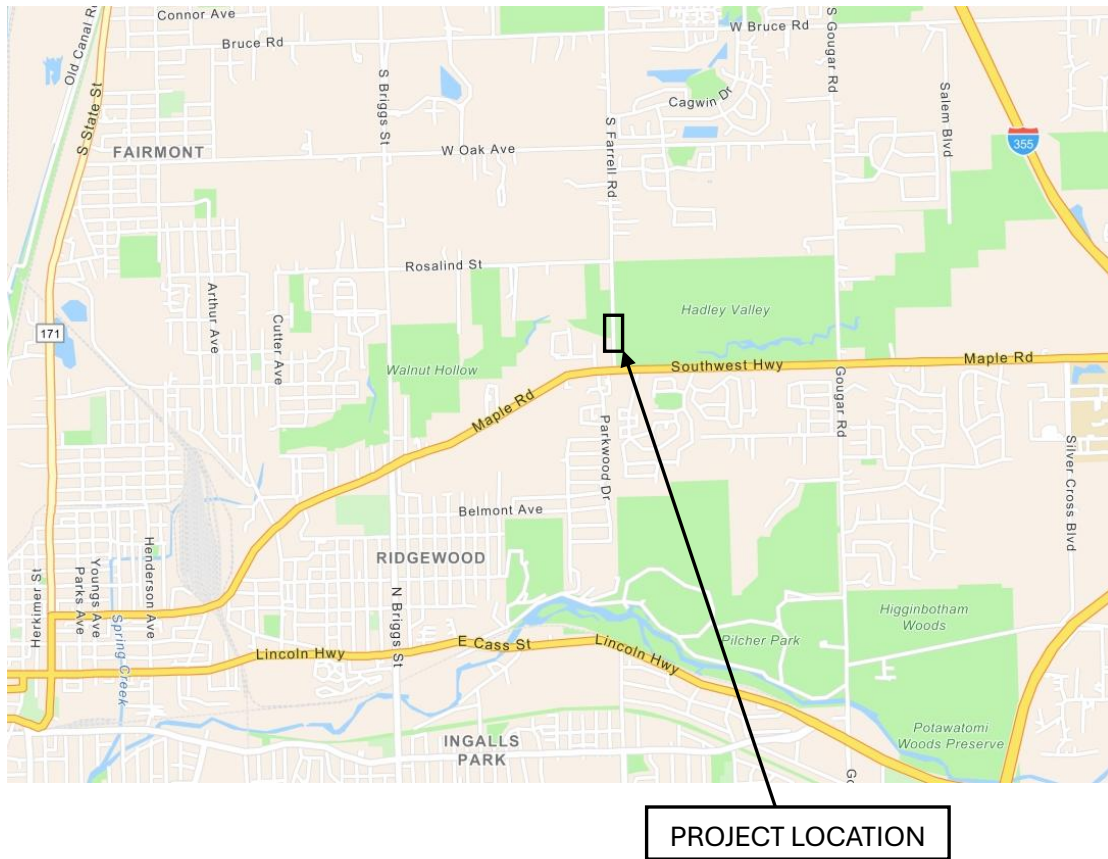 Connor Ave
Bruce Rd
W Bruce Rd
Old Canal R
S State St
S Briggs St
S Farrell Rd
S Gougar Rd
Cagwin Dr
Salem Blvd
FAIRMONT
W Oak Ave
355
Rosalind St
Arthur Ave
Cutter Ave
Hadley Valley
171
Walnut Hollow
Maple Rd
Southwest Hwy
Maple Rd
Gougar Rd
Parkwood Dr
Silver Cross Blvd
Belmont Ave
RIDGEWOOD
Herkimer St
Youngs Ave
Parks Ave
Henderson Ave
Spring Creek
N Briggs St
Higginbotham
Woods
Pilcher Park
E Cass St
Lincoln Hwy
Lincoln Hwy
INGALLS
PARK
Potawatomi
Woods Preserve
Go
PROJECT LOCATION